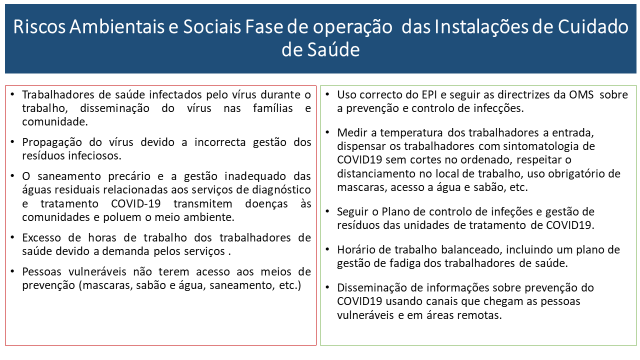 Riscos Ambientais e Sociais Fase de operação das Instalações de Cuidado
de Saúde
• Trabalhadores de saúde infectados pelo vírus durante o
trabalho, disseminação do vírus nas famílias e
comunidade.
• Propagação do vírus devido a incorrecta gestão dos
resíduos infeciosos.
• O saneamento precário e a gestão inadequado das
águas residuais relacionadas aos serviços de diagnóstico
e tratamento COVID-19 transmitem doenças às
comunidades e poluem o meio ambiente.
• Excesso de horas de trabalho dos trabalhadores de
saúde devido a demanda pelos serviços .
• Pessoas vulneráveis não terem acesso aos meios de
prevenção (mascaras, sabão e água, saneamento, etc.)
• Uso correcto do EPI e seguir as directrizes da OMS sobre
a prevenção e controlo de infecções.
• Medir a temperatura dos trabalhadores a entrada,
dispensar os trabalhadores com sintomatologia de
COVID19 sem cortes no ordenado, respeitar o
distanciamento no local de trabalho, uso obrigatório de
mascaras, acesso a água e sabão, etc.
• Seguir o Plano de controlo de infeções e gestão de
resíduos das unidades de tratamento de COVID19.
• Horário de trabalho balanceado, incluindo um plano de
gestão de fadiga dos trabalhadores de saúde.
• Disseminação de informações sobre prevenção do
COVID19 usando canais que chegam as pessoas
vulneráveis e em áreas remotas.